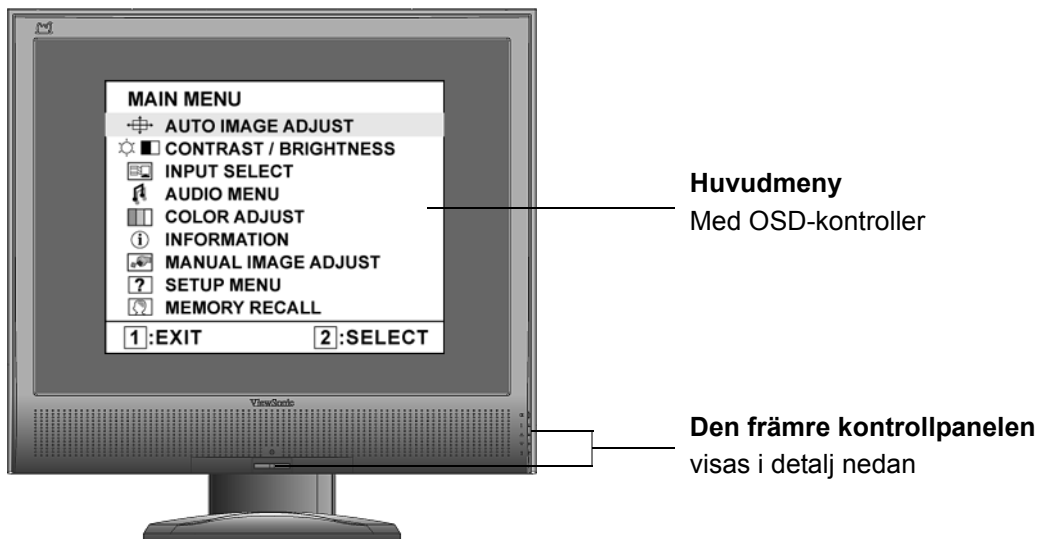 MAIN MENU
AUTO IMAGE ADJUST
CONTRAST / BRIGHTNESS
INPUT SELECT
AUDIO MENU
COLOR ADJUST
INFORMATION
MANUAL IMAGE ADJUST
SETUP MENU
MEMORY RECALL
1:EXIT 2:SELECT
ViewSonic
Huvudmeny
Med OSD-kontroller
Den främre kontrollpanelen
visas i detalj nedan